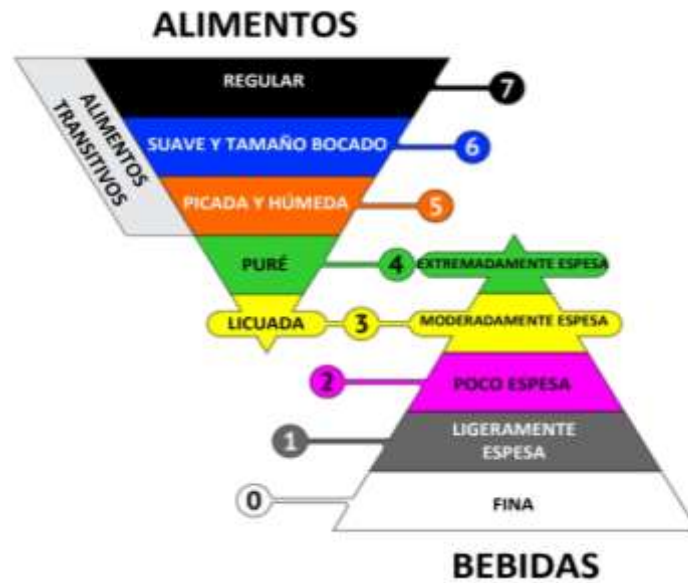 ALIMENTOS
ALIMENTOS
TRANSITIVOS
REGULAR
7
SUAVE Y TAMAÑO BOCADO
6
PICADA Y HÚMEDA
5
PURÉ
4
EXTREMADAMENTE ESPESA
LICUADA
3
MODERADAMENTE ESPESA
2
POCO ESPESA
1
LIGERAMENTE
ESPESA
0
FINA
BEBIDAS